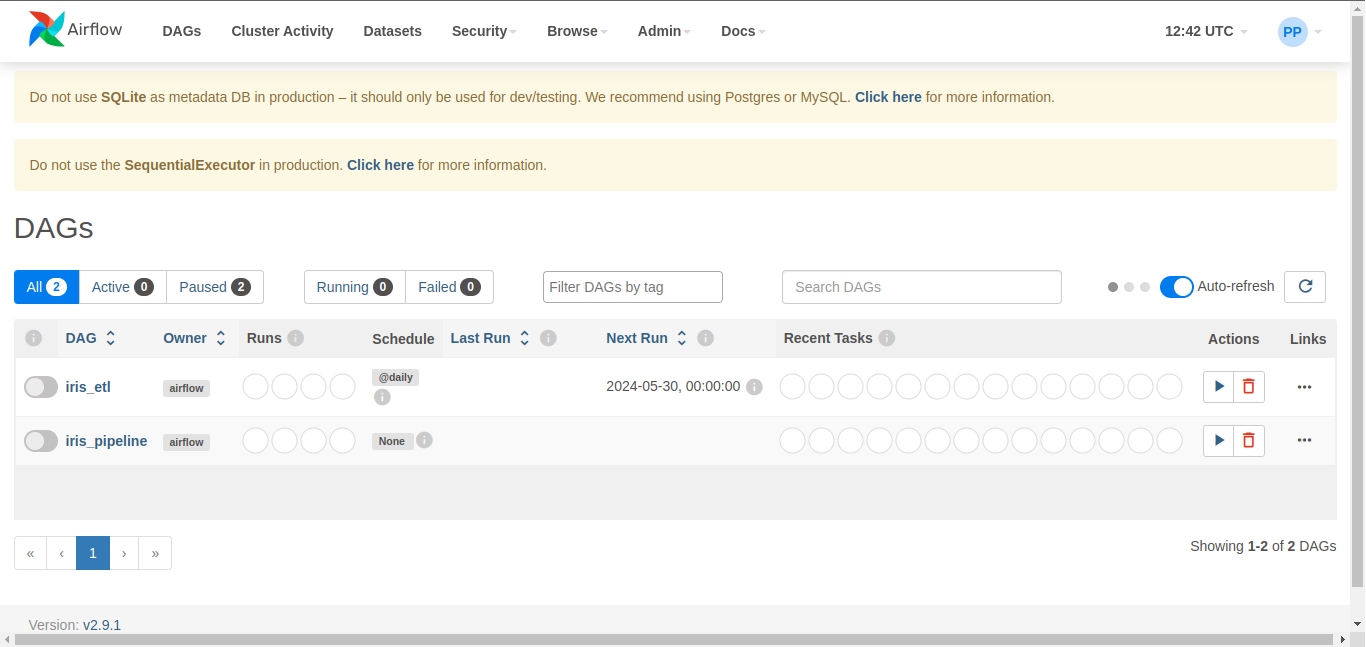 Airflow DAGs Cluster Activity Datasets Security Browse Admin Docs 12:42 UTC PP
Do not use SQLite as metadata DB in production – it should only be used for dev/testing. We recommend using Postgres or MySQL. Click here for more information.
Do not use the SequentialExecutor in production. Click here for more information.
DAGs
All 2 Active 0 Paused 2 Running 0 Failed 0 Filter DAGs by tag Search DAGs Auto-refresh
DAG Owner Runs Schedule Last Run Next Run Recent Tasks Actions Links
iris_etl airflow @daily 2024-05-30, 00:00:00
iris_pipeline airflow None
« ‹ 1 › » Showing 1-2 of 2 DAGs
Version: v2.9.1